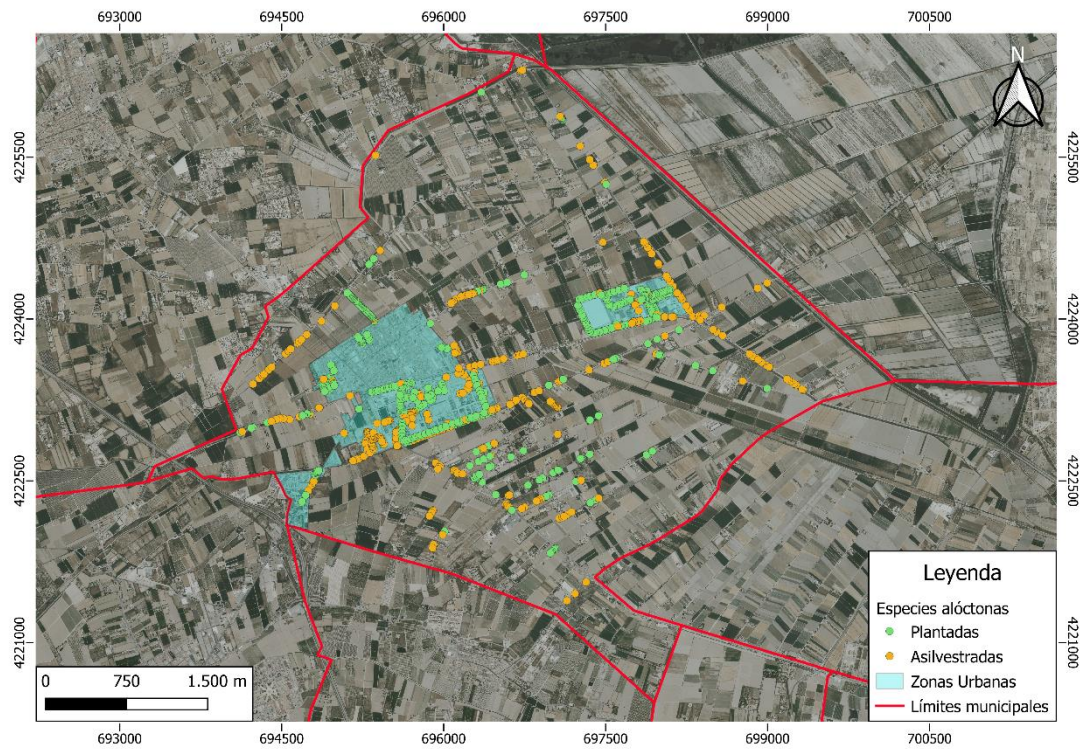 693000 694500 696000 697500 699000 700500
N
4225500 4225500
4224000 4224000
4222500 4222500
4221000 4221000
Leyenda
Especies alóctonas
Plantadas
Asilvestradas
Zonas Urbanas
Límites municipales
0 750 1.500 m
693000 694500 696000 697500 699000 700500